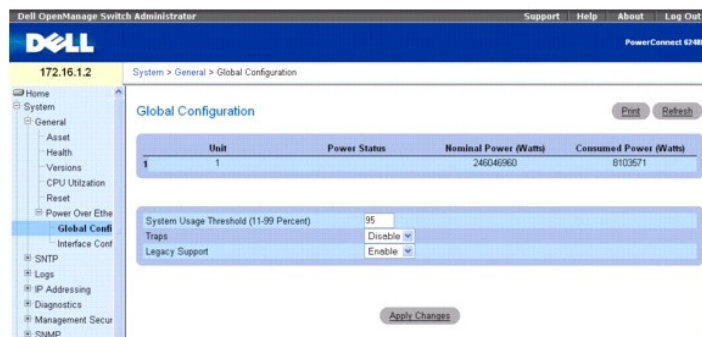 Dell OpenManage Switch Administrator
Support Help About Log Out
DELL
PowerConnect 6248
172.16.1.2
System > General > Global Configuration
Home
System
General
Asset
Health
Versions
CPU Utilzation
Reset
Power Over Ethe
Global Confi
Interface Conf
SNTP
Logs
IP Addressing
Diagnostics
Management Secur
SNMP
Global Configuration
Print Refresh
Unit Power Status Nominal Power (Watts) Consumed Power (Watts)
1 1 246046960 8103571
System Usage Threshold (11-99 Percent) 95
Traps Disable
Legacy Support Enable
Apply Changes